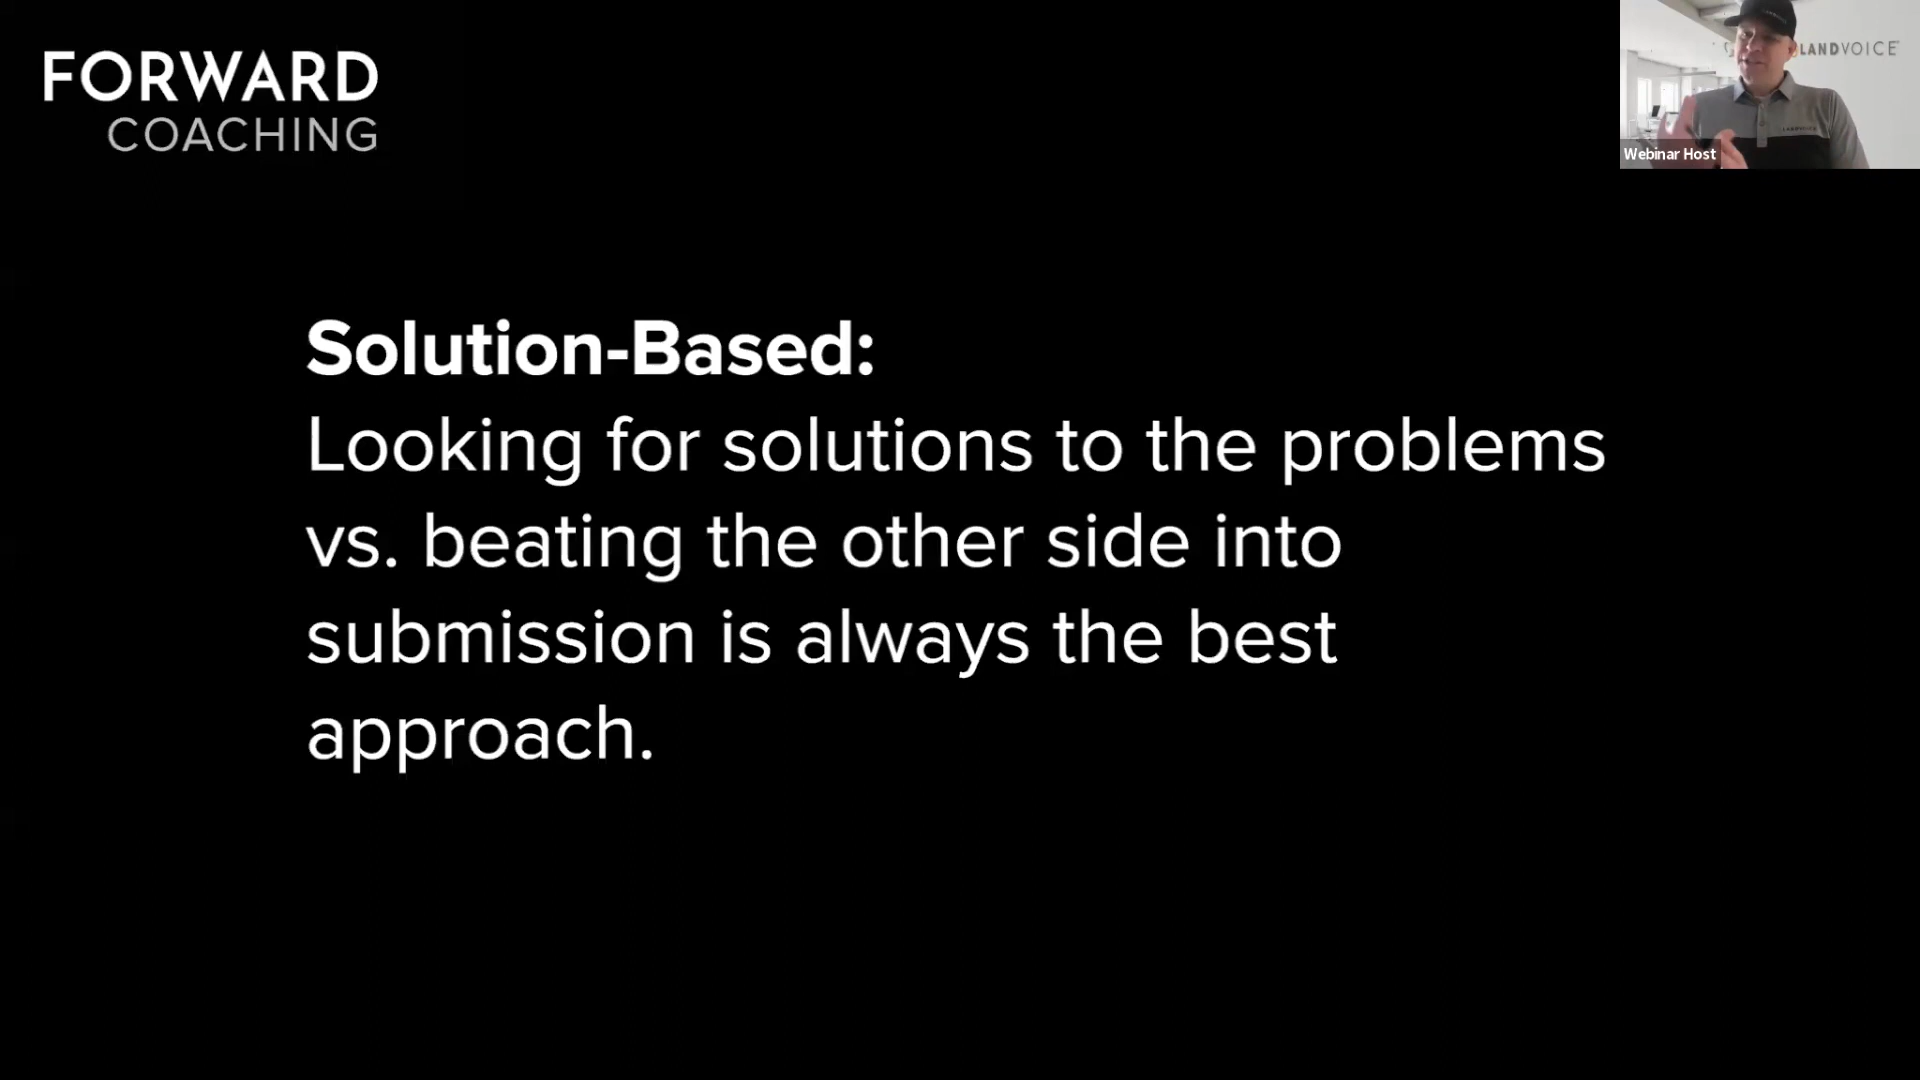 FORWARD
COACHING
LANDVOICE
Webinar Host
Solution-Based:
Looking for solutions to the problems
vs. beating the other side into
submission is always the best
approach.